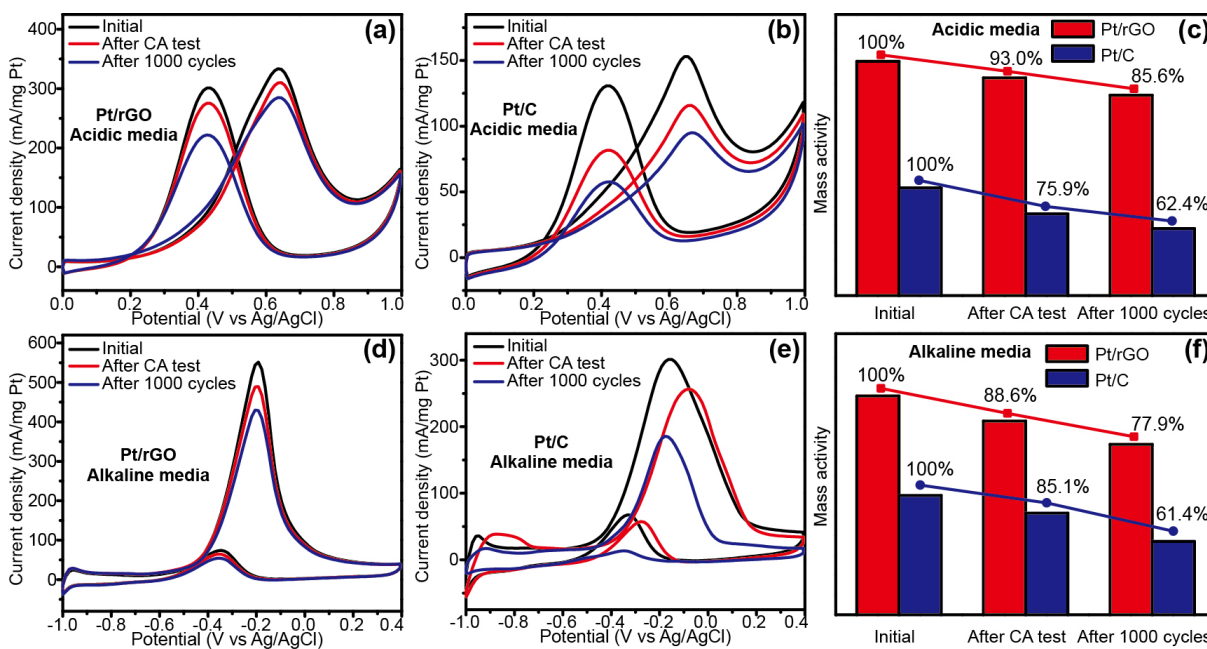 (a)
Initial
After CA test
After 1000 cycles
Pt/rGO
Acidic media
Current density (mA/mg Pt)
400
300
200
100
0
0.0 0.2 0.4 0.6 0.8 1.0
Potential (V vs Ag/AgCl)
(b)
Initial
After CA test
After 1000 cycles
Pt/C
Acidic media
Current density (mA/mg Pt)
150
100
50
0
0.0 0.2 0.4 0.6 0.8 1.0
Potential (V vs Ag/AgCl)
(c)
Acidic media
Pt/rGO
Pt/C
Mass activity
100%
93.0%
85.6%
100%
75.9%
62.4%
Initial After CA test After 1000 cycles
(d)
Initial
After CA test
After 1000 cycles
Pt/rGO
Alkaline media
Current density (mA/mg Pt)
600
500
400
300
200
100
0
-1.0 -0.8 -0.6 -0.4 -0.2 0.0 0.2 0.4
Potential (V vs Ag/AgCl)
(e)
Initial
After CA test
After 1000 cycles
Pt/C
Alkaline media
Current density (mA/mg Pt)
300
200
100
0
-1.0 -0.8 -0.6 -0.4 -0.2 0.0 0.2 0.4
Potential (V vs Ag/AgCl)
(f)
Alkaline media
Pt/rGO
Pt/C
Mass activity
100%
88.6%
77.9%
100%
85.1%
61.4%
Initial After CA test After 1000 cycles